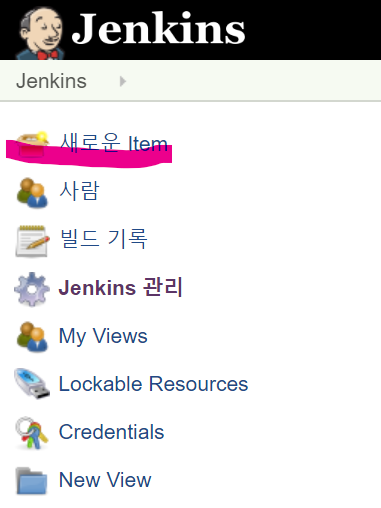 Jenkins
Jenkins
새로운 Item
사람
빌드 기록
Jenkins 관리
My Views
Lockable Resources
Credentials
New View